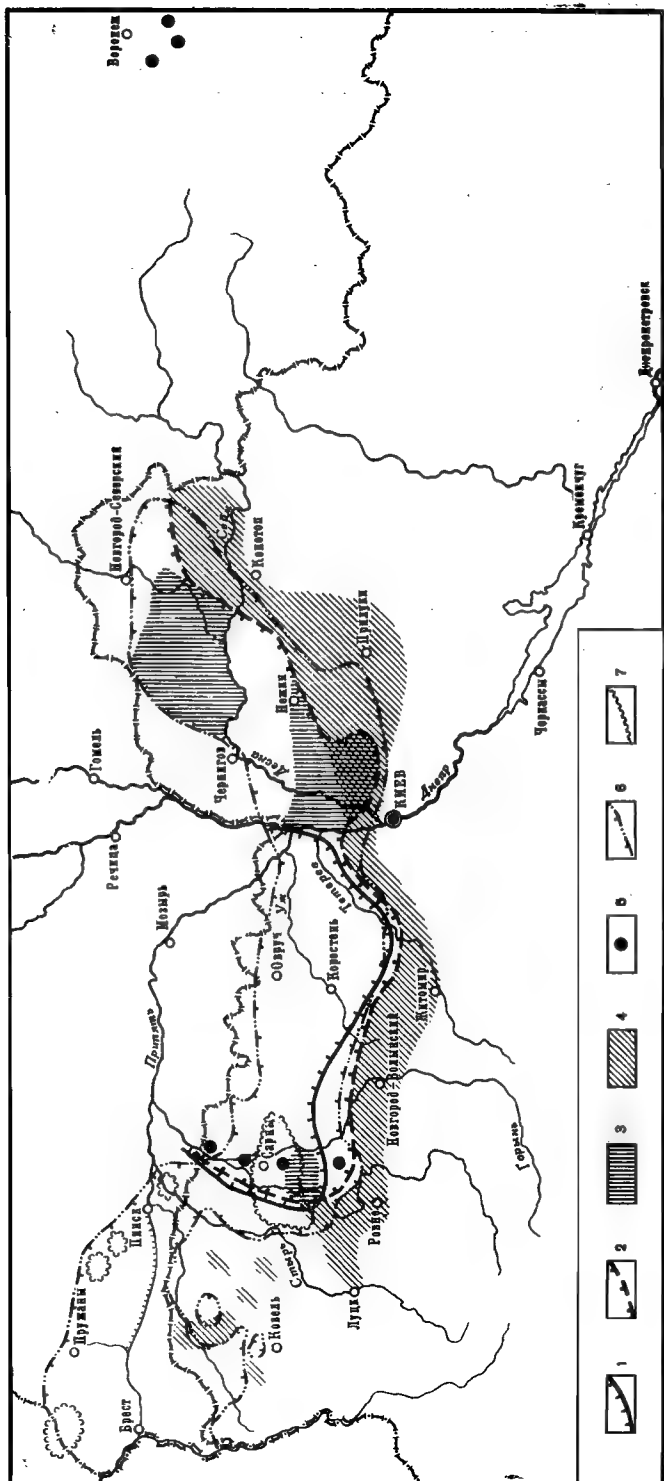 Воронеж
Новгород-Северский
Гомель
Речица
Чернигов
Десна
Сейм
Конотоп
Нежин
Прилуки
Мозырь
Припять
Овруч
Уж
Коростень
Тетерев
КИЕВ
Днепр
Черкассы
Кременчуг
Днепропетровск
Житомир
Новгород-Волынский
Сарны
Пинск
Пружаны
Брест
Стырь
Ковель
Луцк
Ровно
Горынь
1
2
3
4
5
6
7